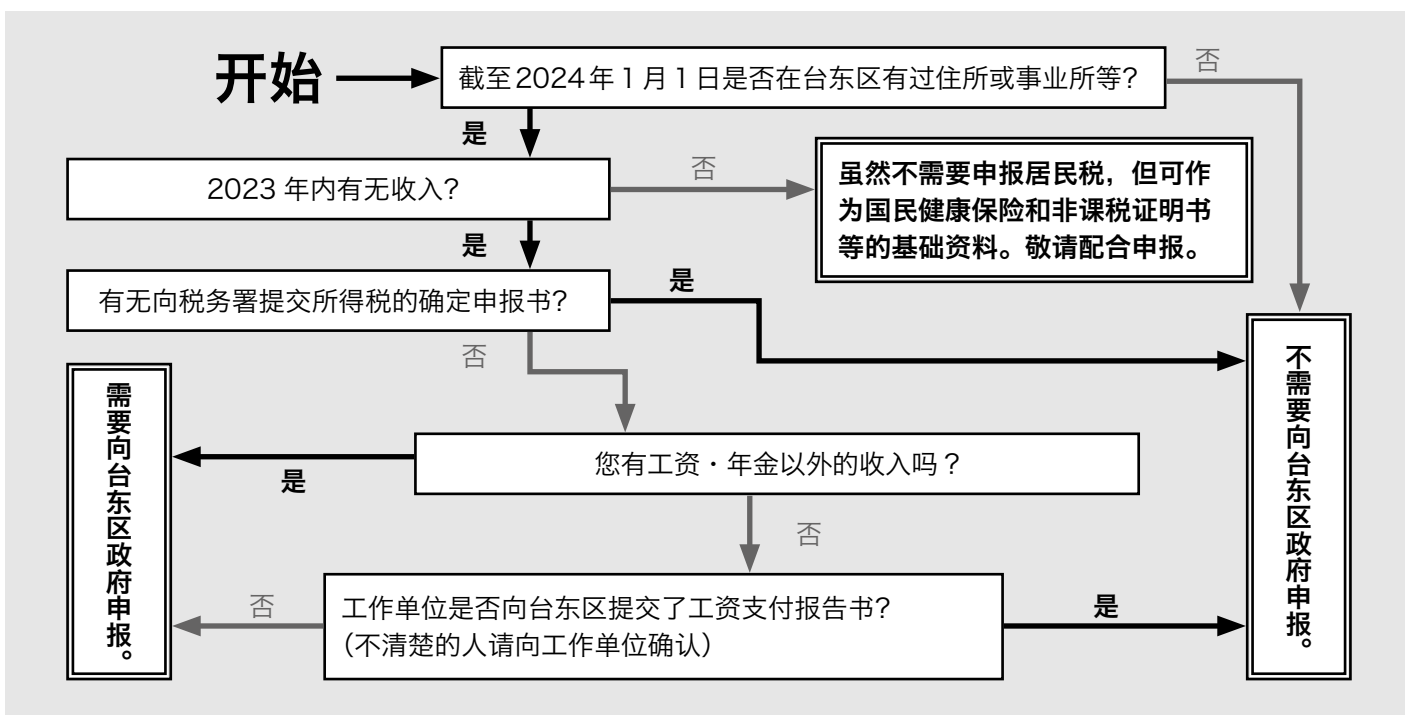 开始
截至2024年1月1日是否在台东区有过住所或事业所等?
否
是
2023 年内有无收入?
否
虽然不需要申报居民税，但可作
为国民健康保险和非课税证明书
等的基础资料。敬请配合申报。
是
有无向税务署提交所得税的确定申报书?
是
否
需要向台东区政府申报。
不需要向台东区政府申报。
您有工资・年金以外的收入吗？
是
否
工作单位是否向台东区提交了工资支付报告书?
（不清楚的人请向工作单位确认）
否
是